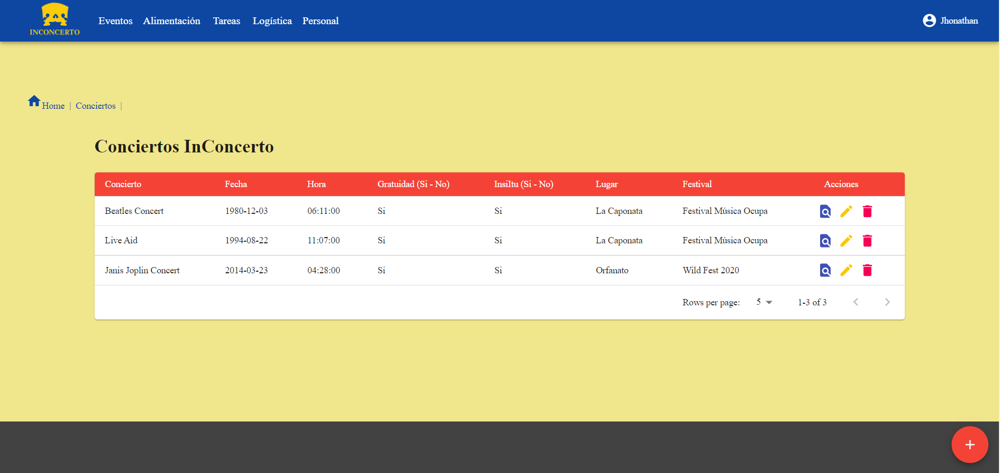 INCONCERTO
Eventos Alimentación Tareas Logística Personal Jhonathan
Home | Conciertos |
Conciertos InConcerto
Concierto Fecha Hora Gratuidad (Si - No) InsiItu (Si - No) Lugar Festival Acciones
Beatles Concert 1980-12-03 06:11:00 Si Si La Caponata Festival Música Ocupa
Live Aid 1994-08-22 11:07:00 Si Si La Caponata Festival Música Ocupa
Janis Joplin Concert 2014-03-23 04:28:00 Si Si Orfanato Wild Fest 2020
Rows per page: 5 1-3 of 3